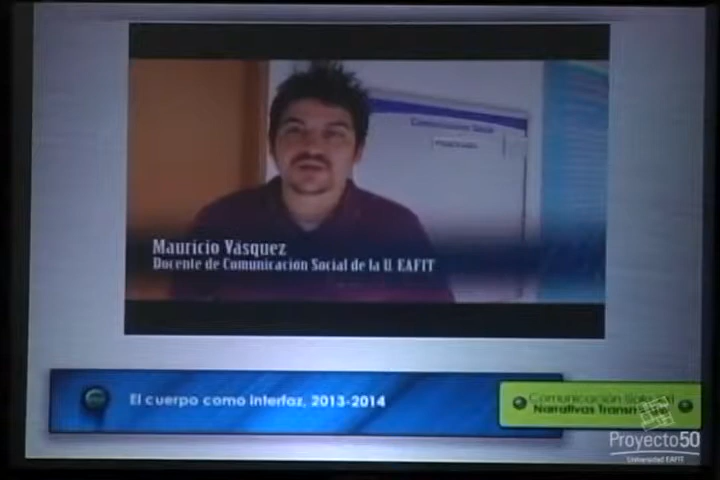 Comunicación Social
Mauricio Vásquez
Docente de Comunicación Social de la U. EAFIT
El cuerpo como interfaz, 2013-2014
Comunicación
Narrativas
Proyecto50
Universidad EAFIT